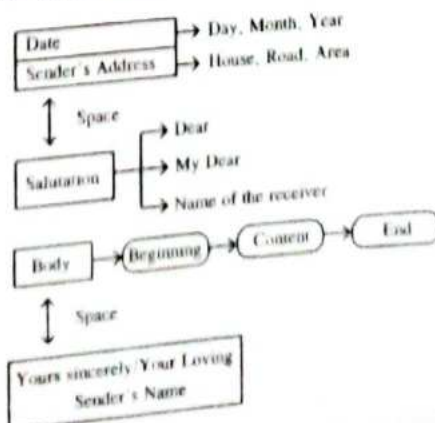 Date → Day, Month, Year
Sender's Address → House, Road, Area
Space
Dear
Salutation → My Dear
Name of the receiver
Body → Beginning → Content → End
Space
Yours sincerely/Your Loving
Sender's Name